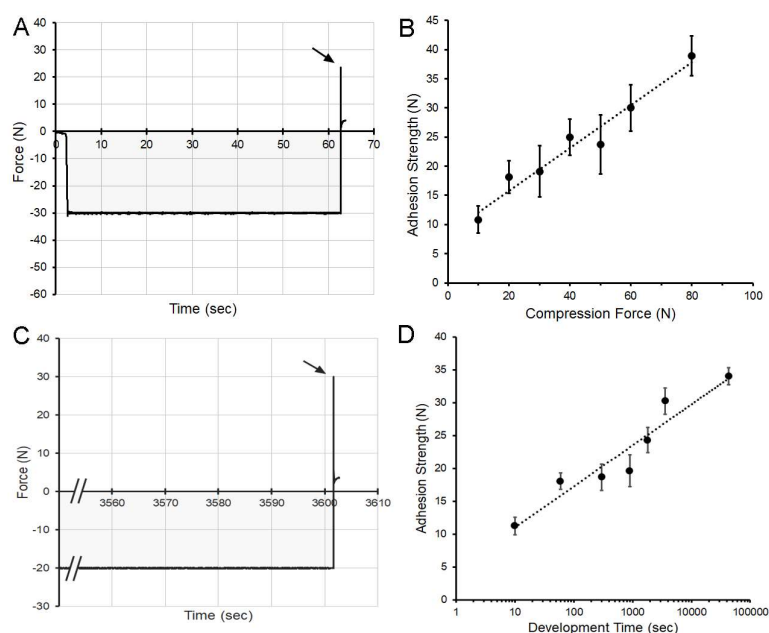 A
Force (N)
40
30
20
10
0
-10
-20
-30
-40
-50
-60
0 10 20 30 40 50 60 70
Time (sec)
B
Adhesion Strength (N)
45
40
35
30
25
20
15
10
5
0
0 20 40 60 80 100
Compression Force (N)
C
Force (N)
40
30
20
10
0
-10
-20
-30
3560 3570 3580 3590 3600 3610
Time (sec)
D
Adhesion Strength (N)
40
35
30
25
20
15
10
5
0
1 10 100 1000 10000 100000
Development Time (sec)